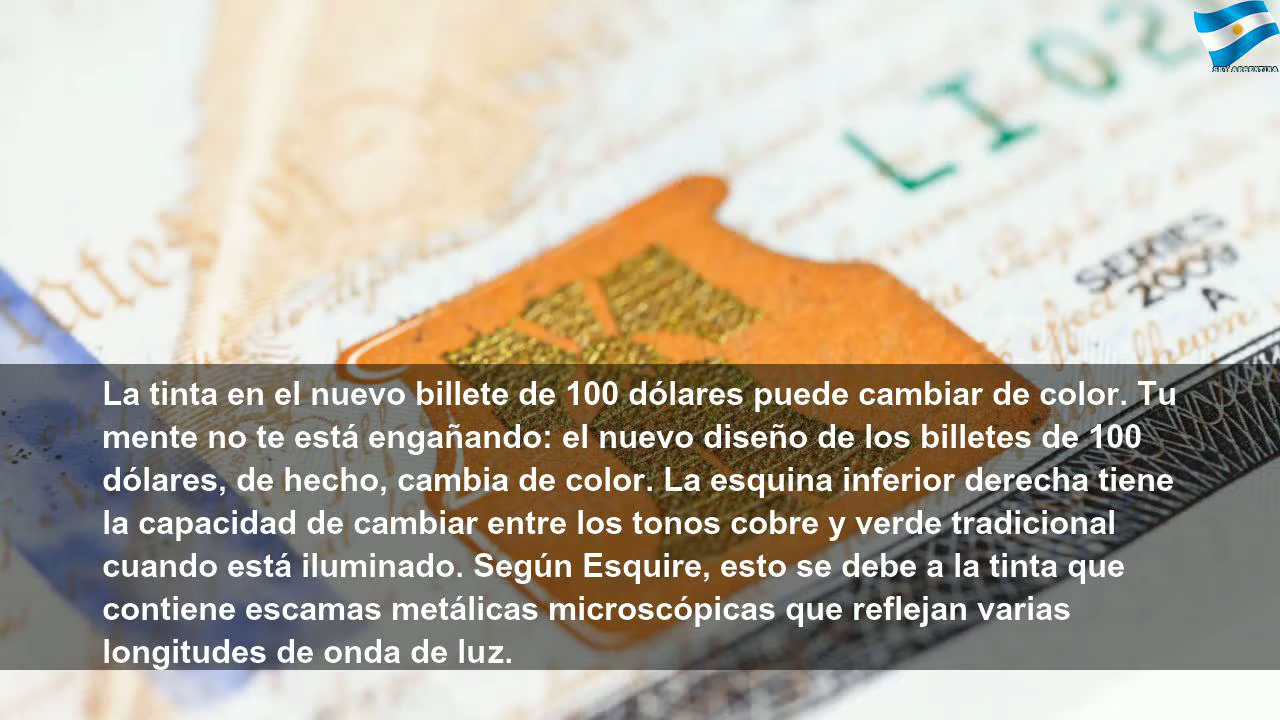 SKY ARGENTINA
LI02
SERIES
2009
A
La tinta en el nuevo billete de 100 dólares puede cambiar de color. Tu
mente no te está engañando: el nuevo diseño de los billetes de 100
dólares, de hecho, cambia de color. La esquina inferior derecha tiene
la capacidad de cambiar entre los tonos cobre y verde tradicional
cuando está iluminado. Según Esquire, esto se debe a la tinta que
contiene escamas metálicas microscópicas que reflejan varias
longitudes de onda de luz.